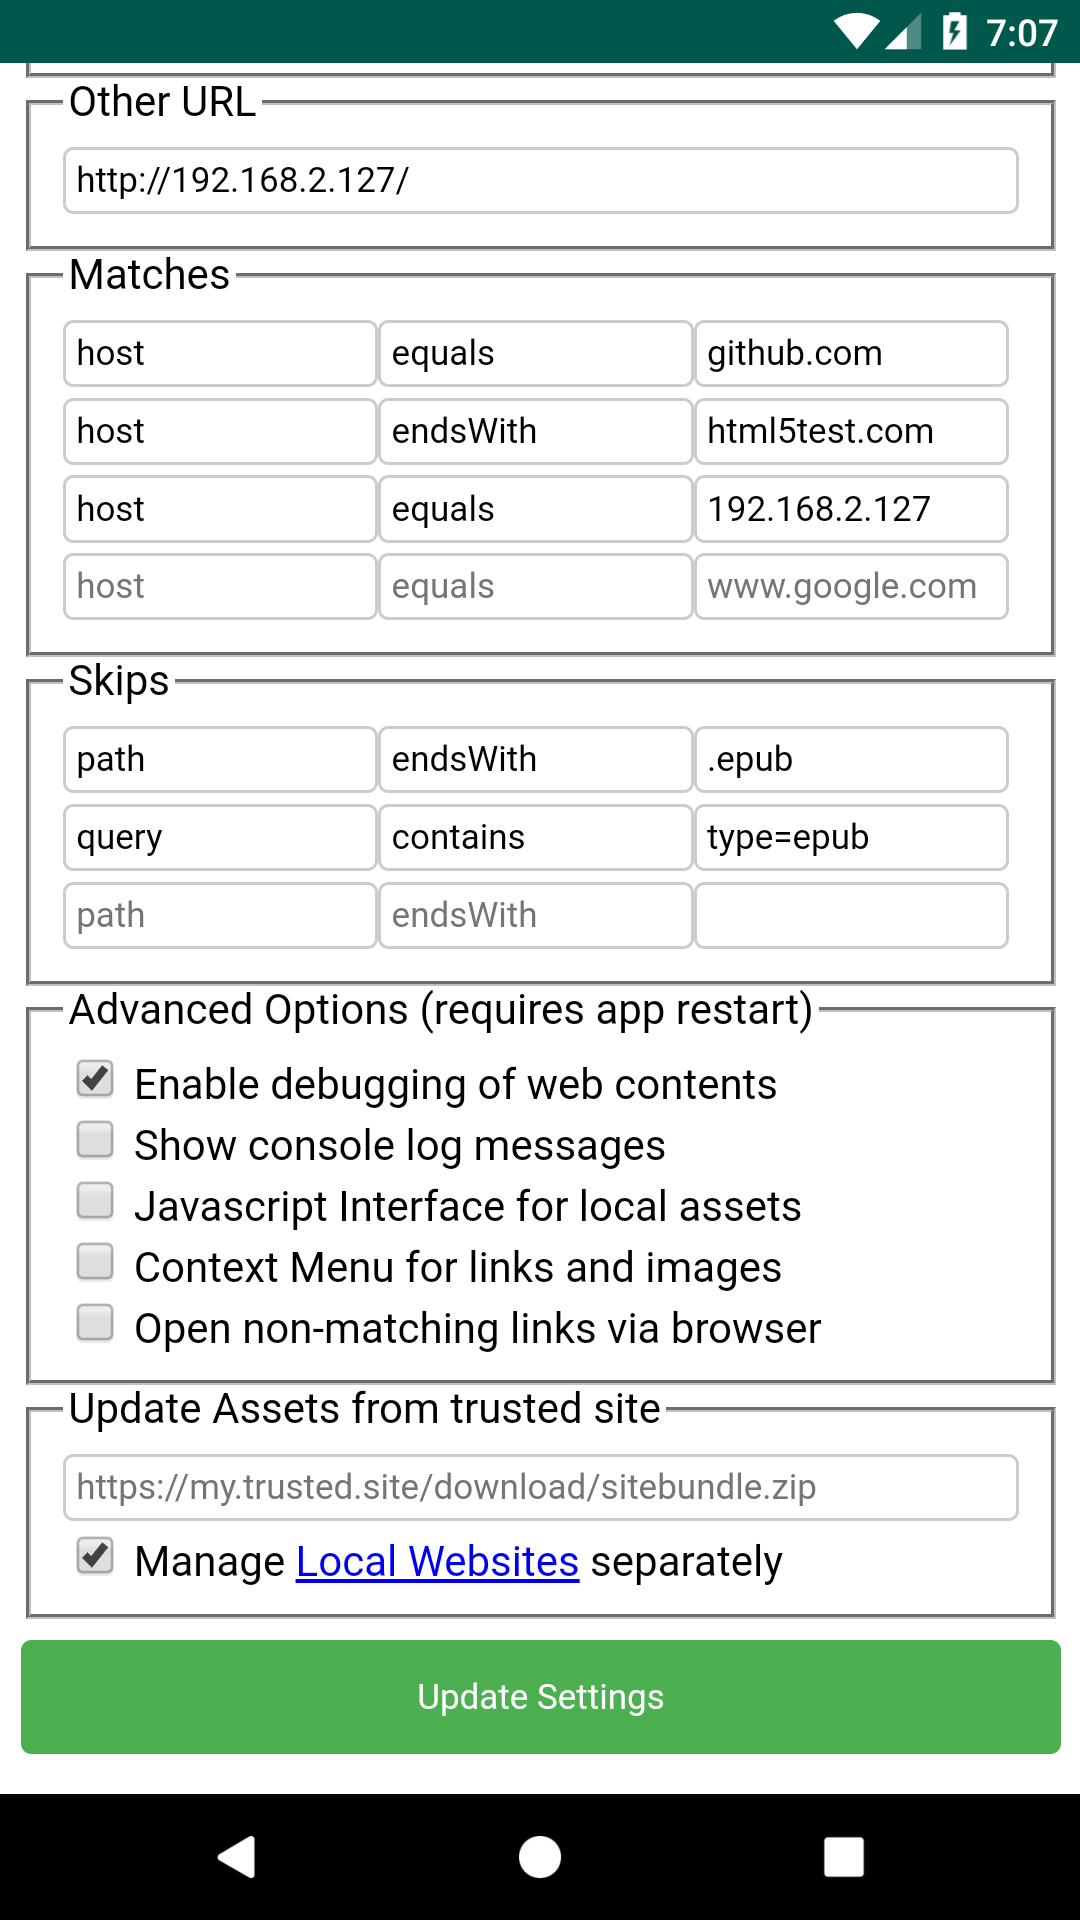 7:07
Other URL
http://192.168.2.127/
Matches
host equals github.com
host endsWith html5test.com
host equals 192.168.2.127
host equals www.google.com
Skips
path endsWith .epub
query contains type=epub
path endsWith
Advanced Options (requires app restart)
Enable debugging of web contents
Show console log messages
Javascript Interface for local assets
Context Menu for links and images
Open non-matching links via browser
Update Assets from trusted site
https://my.trusted.site/download/sitebundle.zip
Manage Local Websites separately
Update Settings